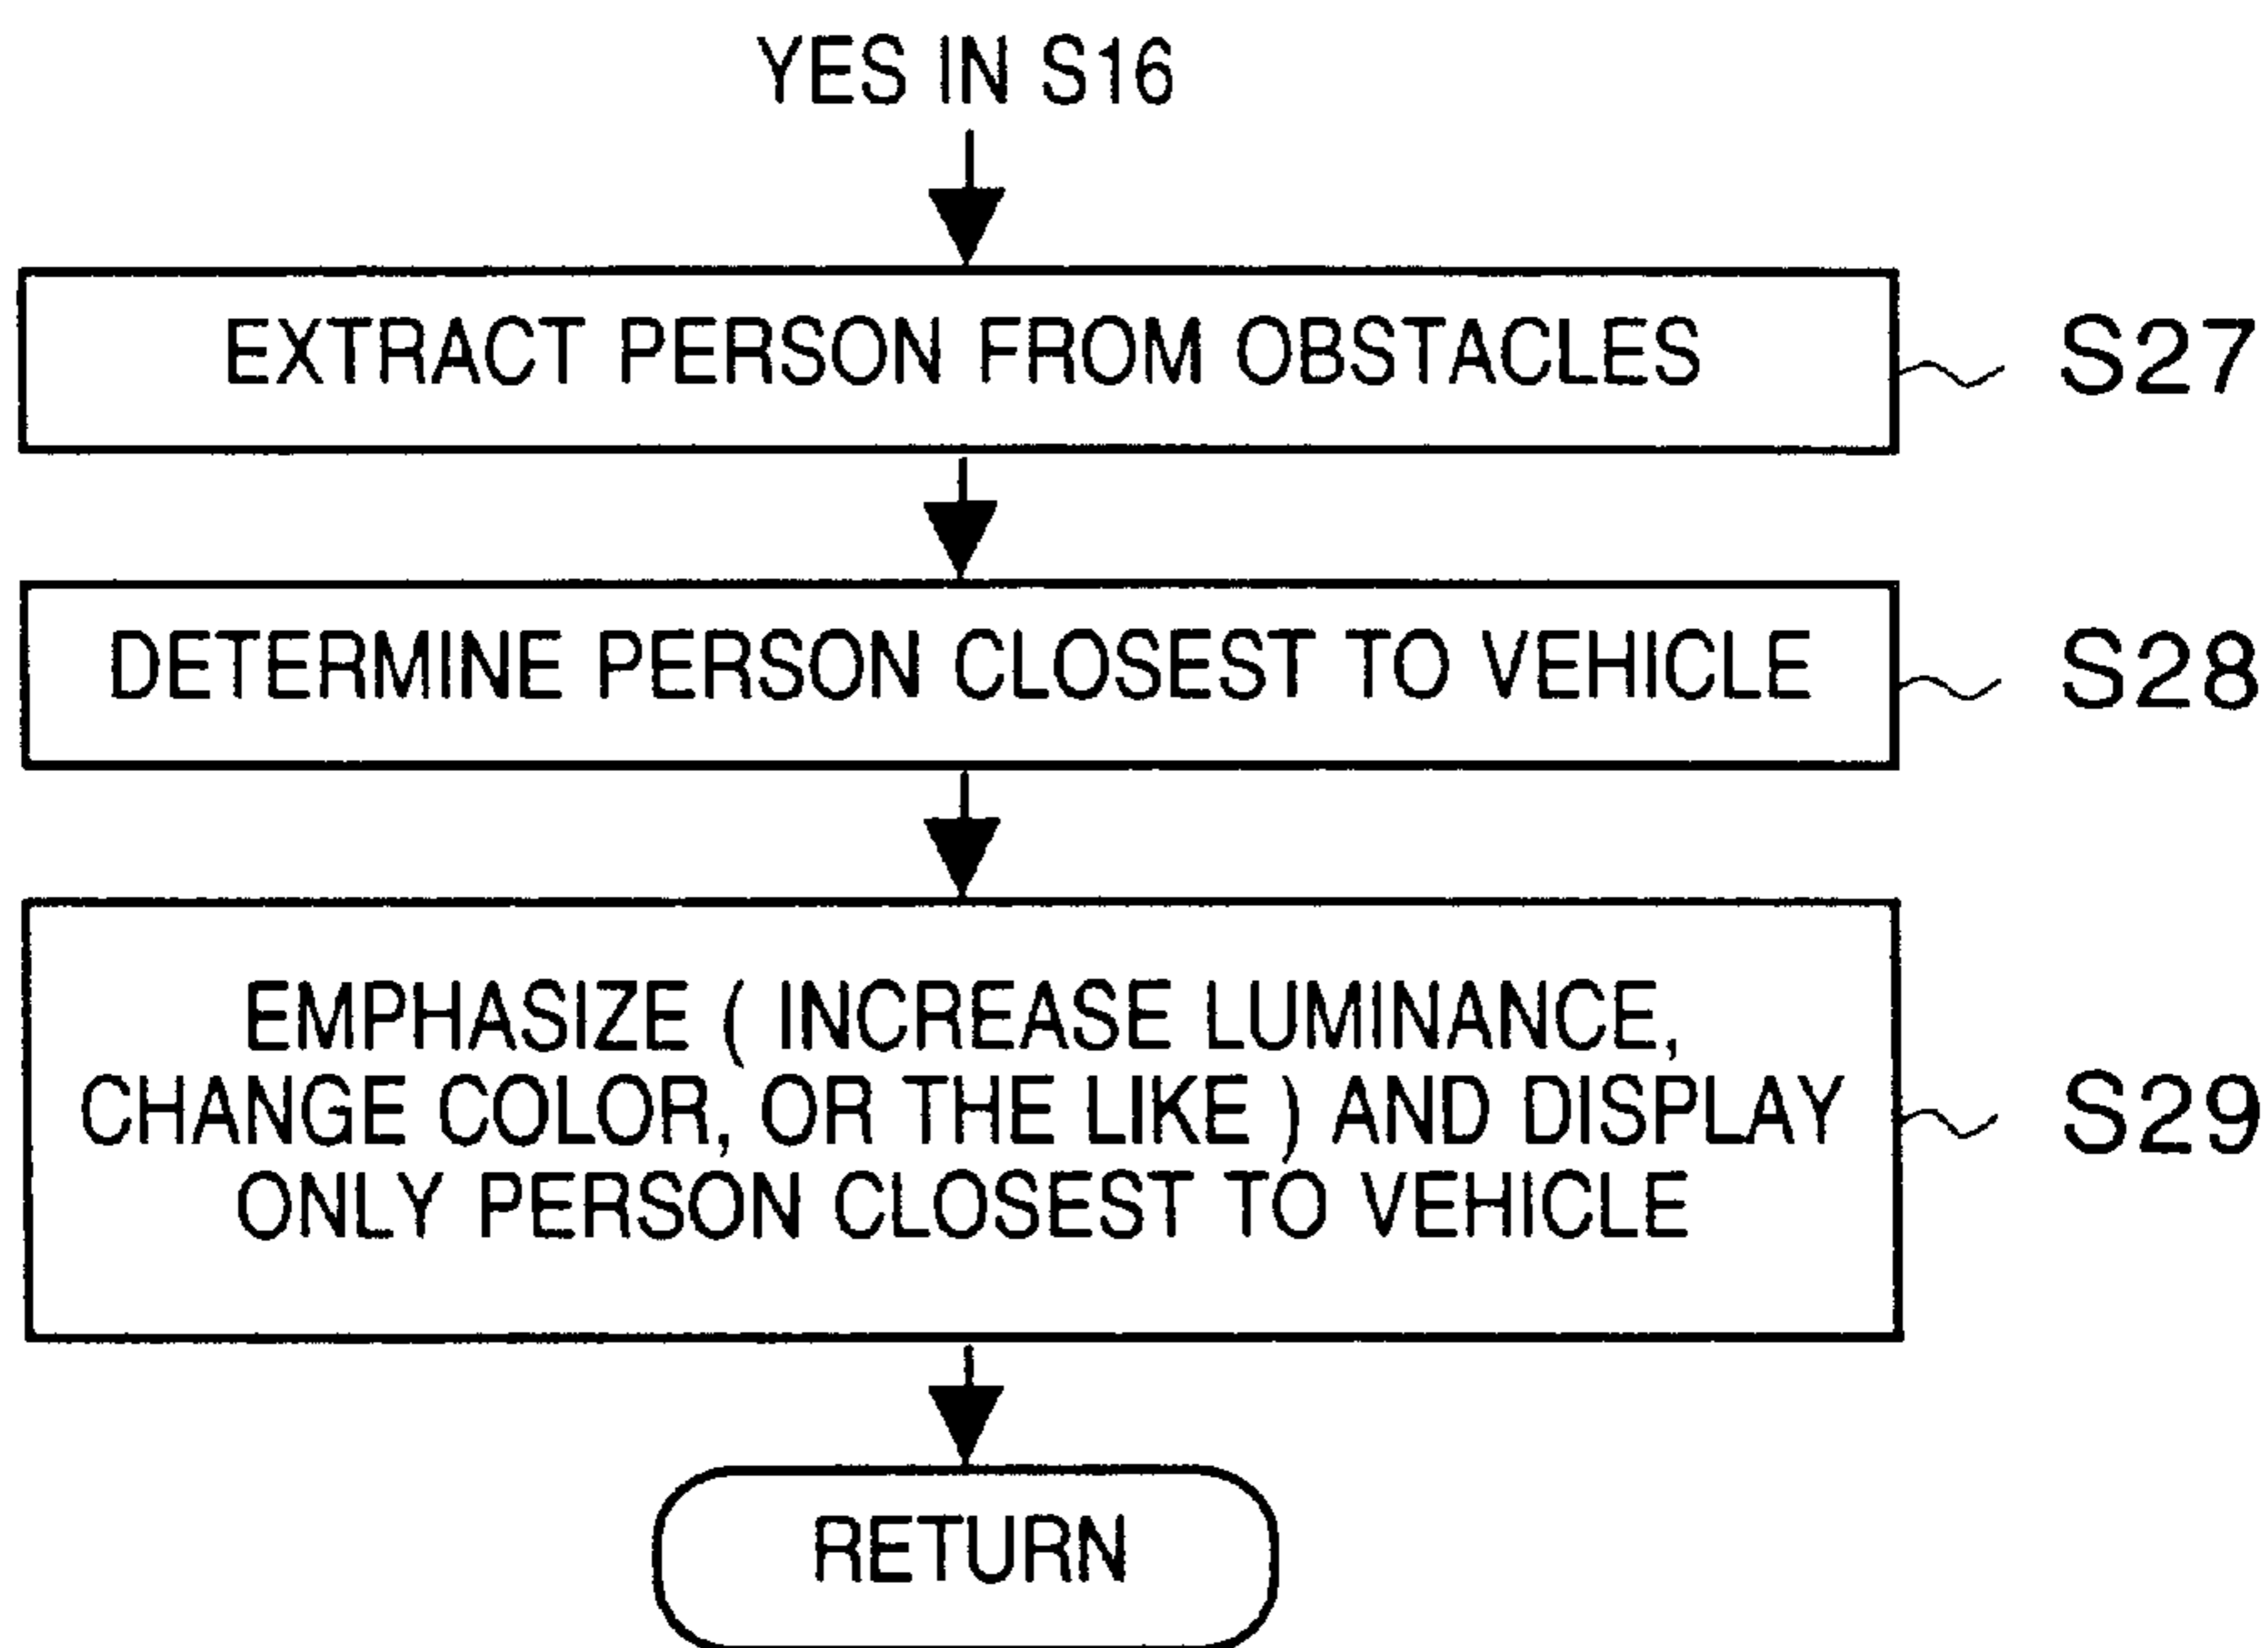 YES IN S16
EXTRACT PERSON FROM OBSTACLES
S27
DETERMINE PERSON CLOSEST TO VEHICLE
S28
EMPHASIZE ( INCREASE LUMINANCE,
CHANGE COLOR, OR THE LIKE ) AND DISPLAY
ONLY PERSON CLOSEST TO VEHICLE
S29
RETURN